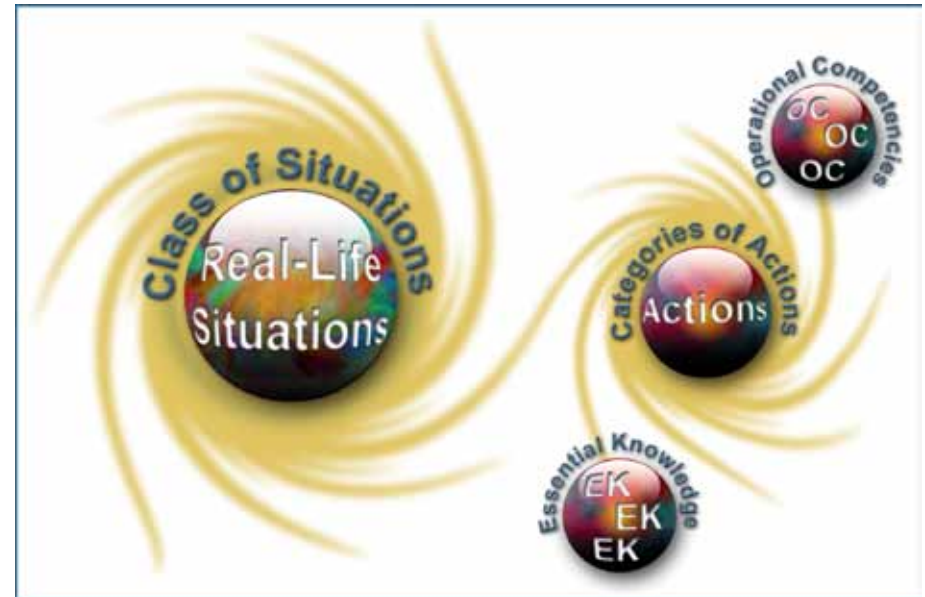 Class of Situations
Real-Life
Situations
Operational Competencies
OC
OC
OC
Categories of Actions
Actions
Essential Knowledge
EK
EK
EK